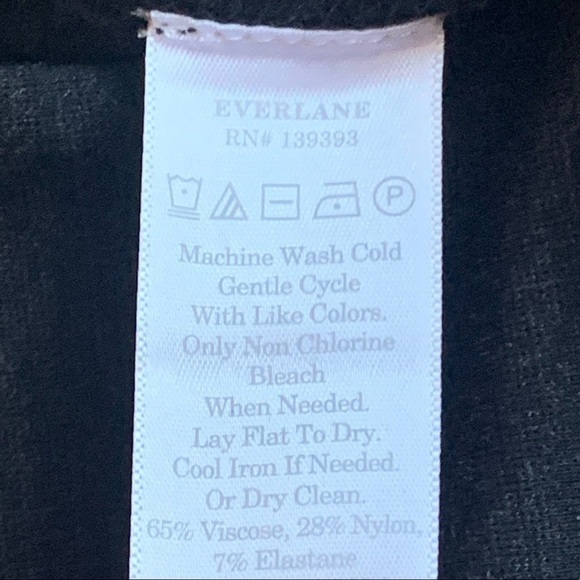 EVERLANE
RN# 139393
P
Machine Wash Cold
Gentle Cycle
With Like Colors.
Only Non Chlorine
Bleach
When Needed.
Lay Flat To Dry.
Cool Iron If Needed.
Or Dry Clean.
65% Viscose, 28% Nylon,
7% Elastane